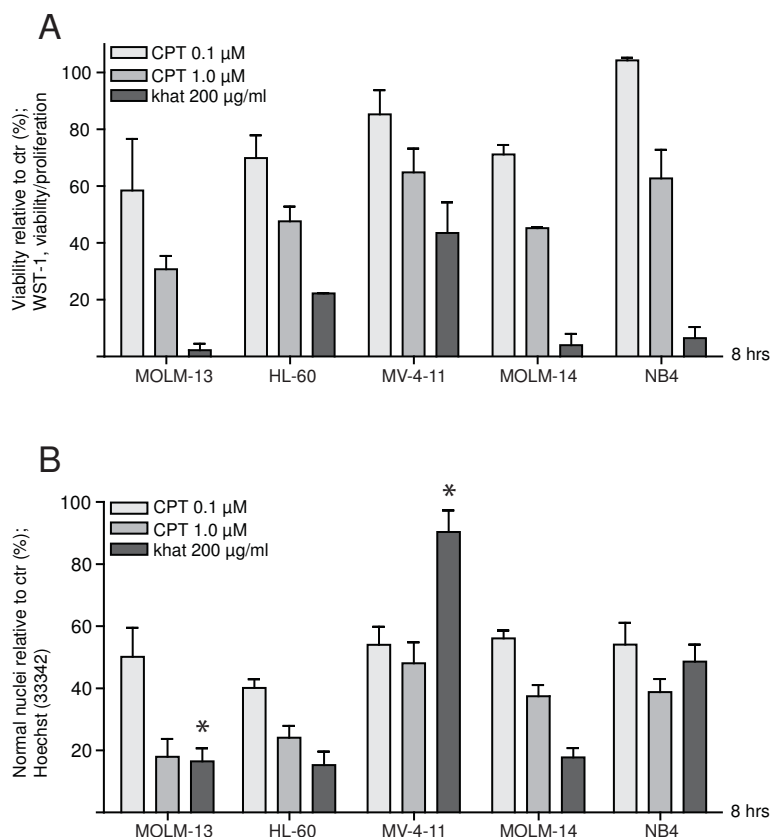 A
CPT 0.1 µM
CPT 1.0 µM
khat 200 µg/ml
Viability relative to ctr (%);
WST-1, viability/proliferation
100
80
60
40
20
MOLM-13 HL-60 MV-4-11 MOLM-14 NB4
8 hrs
B
CPT 0.1 µM
CPT 1.0 µM
khat 200 µg/ml
Normal nuclei relative to ctr (%);
Hoechst (33342)
100
80
60
40
20
*
*
MOLM-13 HL-60 MV-4-11 MOLM-14 NB4
8 hrs